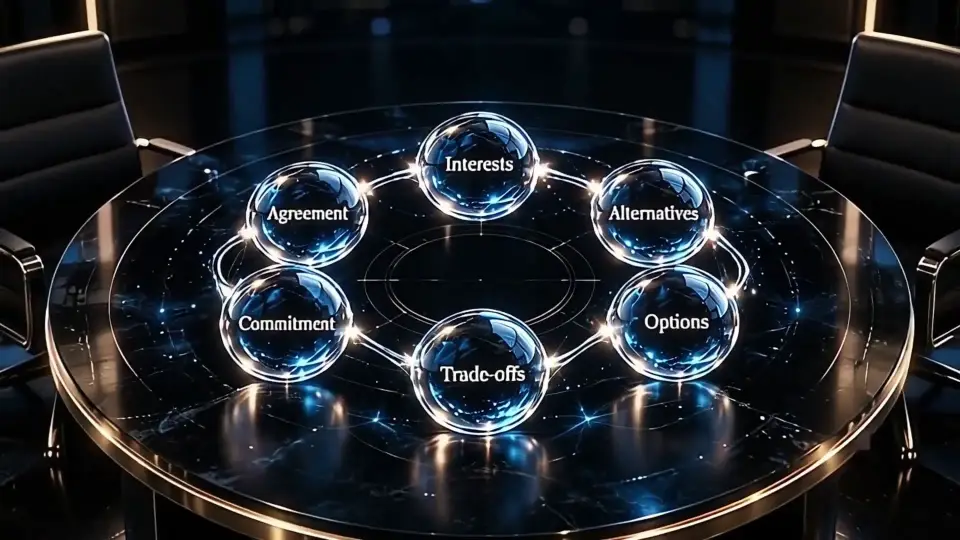 Interests
Agreement
Alternatives
Commitment
Options
Trade-offs